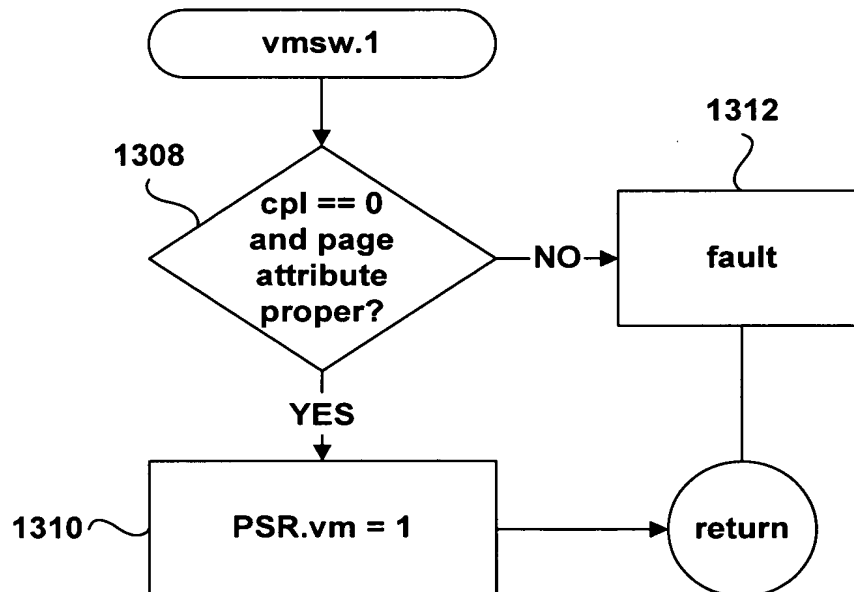 vmsw.1
1312
1308
cpl == 0
and page
attribute
proper?
NO
fault
YES
1310
PSR.vm = 1
return